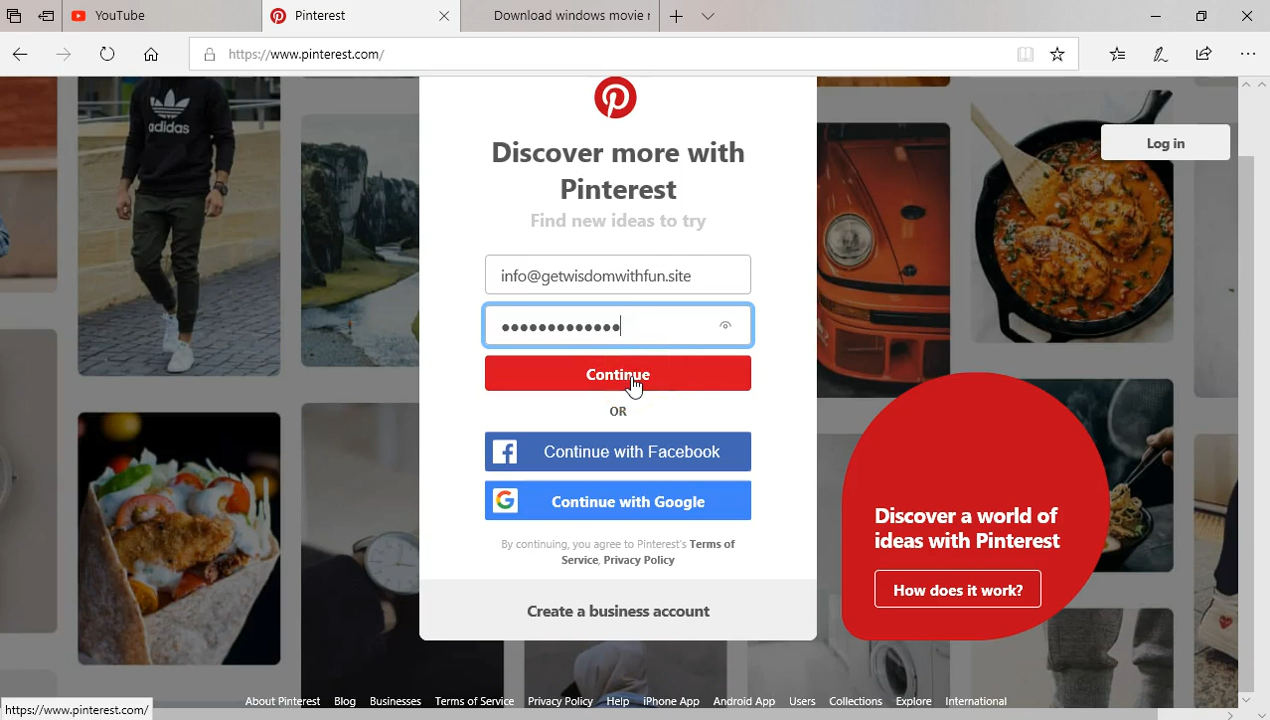 YouTube
Pinterest
Download windows movie
https://www.pinterest.com/
adidas
Log in
Discover more with
Pinterest
Find new ideas to try
info@getwisdomwithfun.site
•••••••••••••
Continue
OR
Continue with Facebook
Continue with Google
By continuing, you agree to Pinterest's Terms of
Service, Privacy Policy
Create a business account
Discover a world of
ideas with Pinterest
How does it work?
https://www.pinterest.com/
About Pinterest Blog Businesses Terms of Service Privacy Policy Help iPhone App Android App Users Collections Explore International